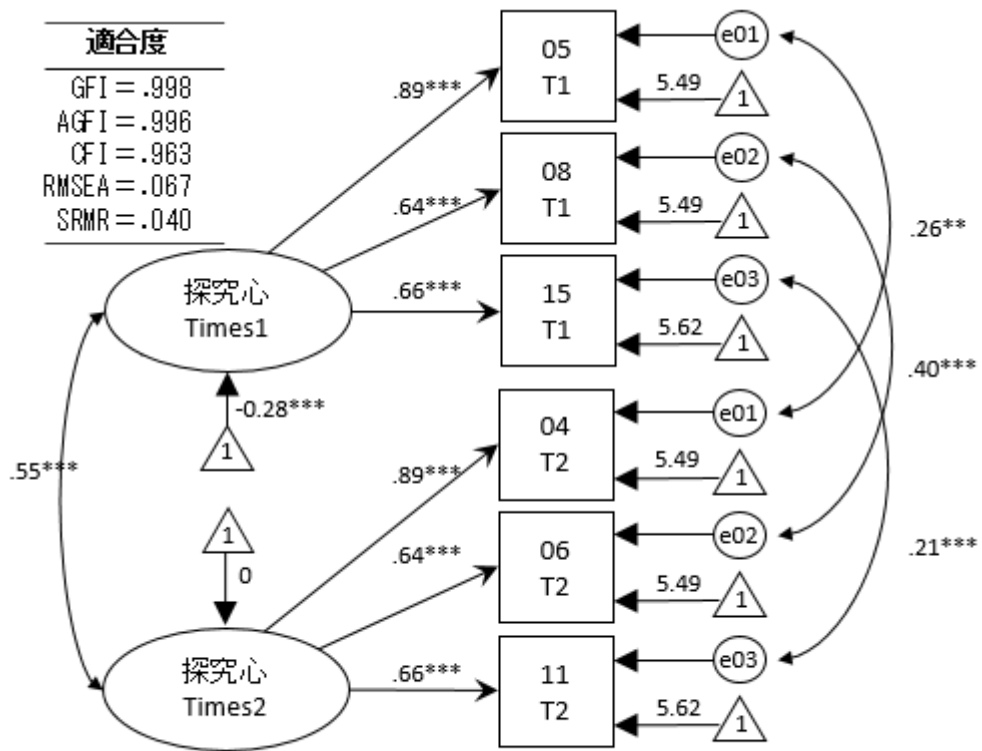 適合度
GFI＝.998
AGFI＝.996
CFI＝.963
RMSEA＝.067
SRMR＝.040
05
T1
e01
5.49
1
.89***
08
T1
e02
5.49
1
.64***
15
T1
e03
5.62
1
.66***
探究心
Times1
-0.28***
1
.55***
1
0
探究心
Times2
04
T2
e01
5.49
1
.89***
06
T2
e02
5.49
1
.64***
11
T2
e03
5.62
1
.66***
.26**
.40***
.21***